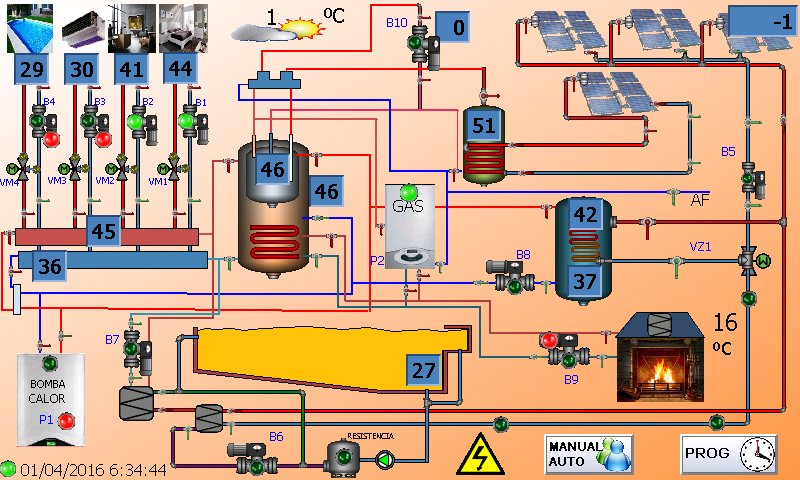 1 ºC
B10
0
-1
29
30
41
44
B4
B3
B2
B1
51
B5
46
VM4
VM3
VM2
VM1
46
GAS
AF
42
45
36
P2
B8
VZ1
37
B7
16
ºC
27
B9
BOMBA
CALOR
P1
B6
RESISTENCIA
MANUAL
AUTO
PROG
01/04/2016 6:34:44
M
M
M
M
M